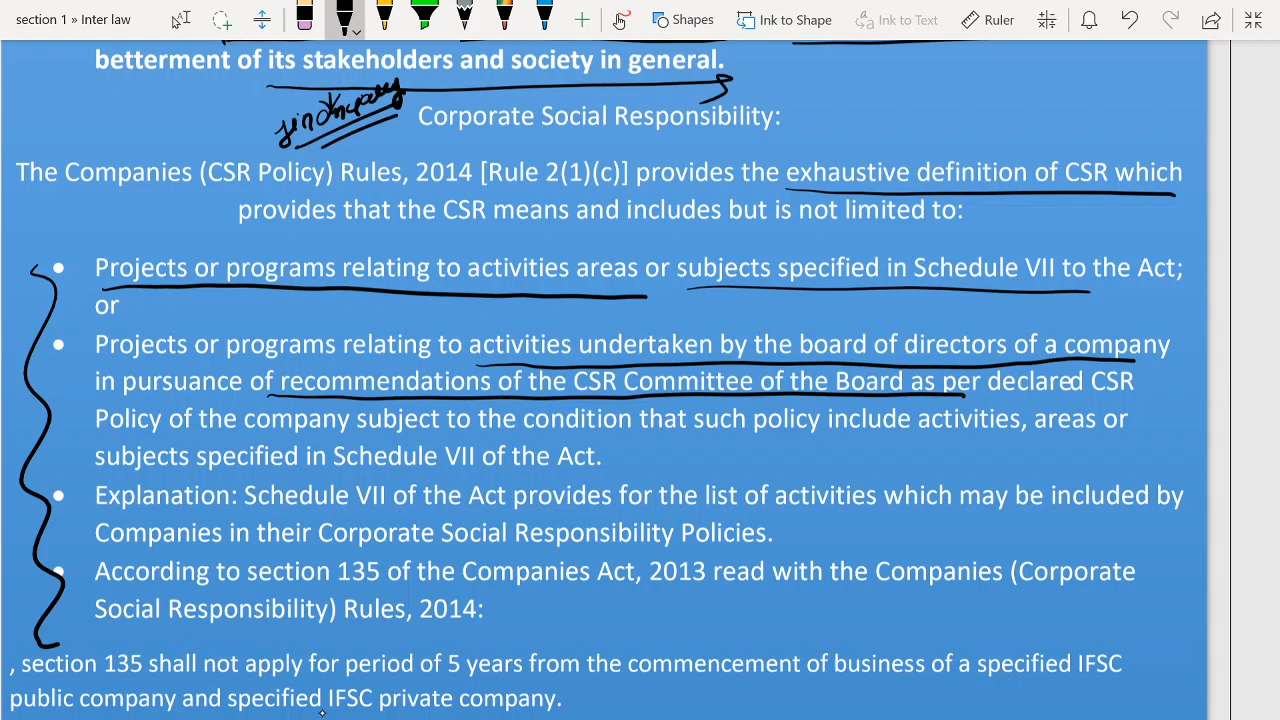 section 1 » Inter law
Shapes
Ink to Shape
Ink to Text
Ruler
betterment of its stakeholders and society in general.
Corporate Social Responsibility:
The Companies (CSR Policy) Rules, 2014 [Rule 2(1)(c)] provides the exhaustive definition of CSR which
provides that the CSR means and includes but is not limited to:
• Projects or programs relating to activities areas or subjects specified in Schedule VII to the Act;
or
• Projects or programs relating to activities undertaken by the board of directors of a company
in pursuance of recommendations of the CSR Committee of the Board as per declared CSR
Policy of the company subject to the condition that such policy include activities, areas or
subjects specified in Schedule VII of the Act.
• Explanation: Schedule VII of the Act provides for the list of activities which may be included by
Companies in their Corporate Social Responsibility Policies.
• According to section 135 of the Companies Act, 2013 read with the Companies (Corporate
Social Responsibility) Rules, 2014:
, section 135 shall not apply for period of 5 years from the commencement of business of a specified IFSC
public company and specified IFSC private company.